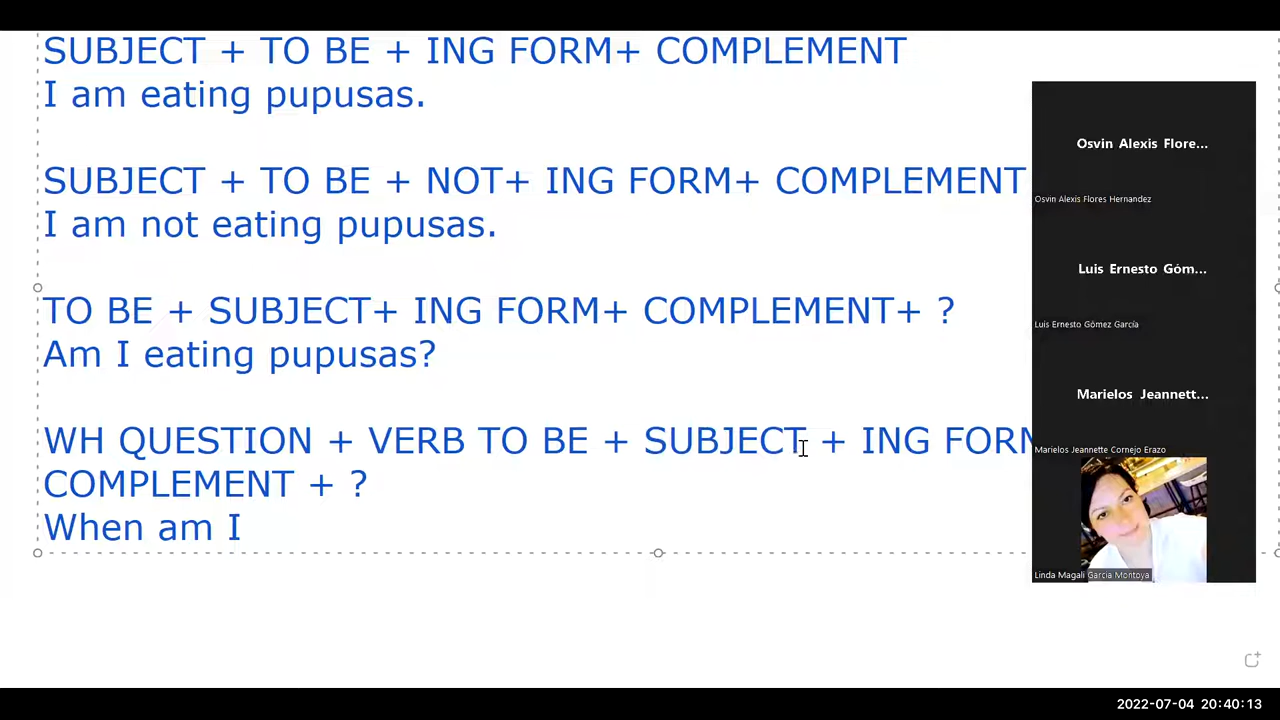 SUBJECT + TO BE + ING FORM+ COMPLEMENT
I am eating pupusas.
SUBJECT + TO BE + NOT+ ING FORM+ COMPLEMENT
I am not eating pupusas.
TO BE + SUBJECT+ ING FORM+ COMPLEMENT+ ?
Am I eating pupusas?
WH QUESTION + VERB TO BE + SUBJECT + ING FORM
COMPLEMENT + ?
When am I
Osvin Alexis Flore...
Osvin Alexis Flores Hernandez
Luis Ernesto Góm...
Luis Ernesto Gómez García
Marielos Jeannett...
Marielos Jeannette Cornejo Erazo
Linda Magali Garcia Montoya
2022-07-04 20:40:13